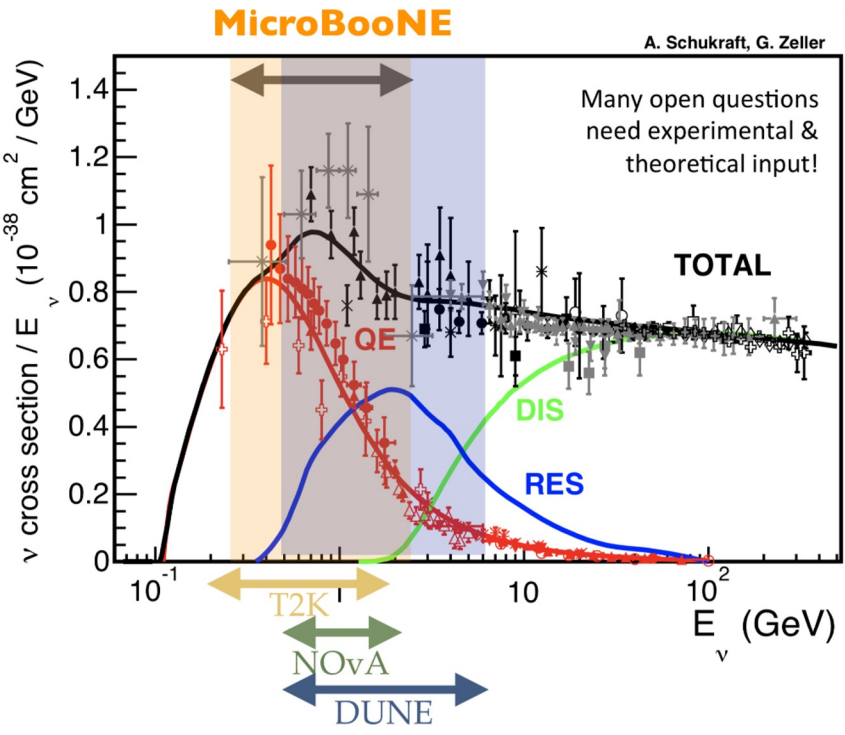 MicroBooNE
A. Schukraft, G. Zeller
Many open questions
need experimental &
theoretical input!
ν cross section / Eν (10⁻³⁸ cm² / GeV)
1.4
1.2
1
0.8
0.6
0.4
0.2
0
TOTAL
QE
DIS
RES
10⁻¹
1
10
10²
Eν (GeV)
T2K
NOvA
DUNE